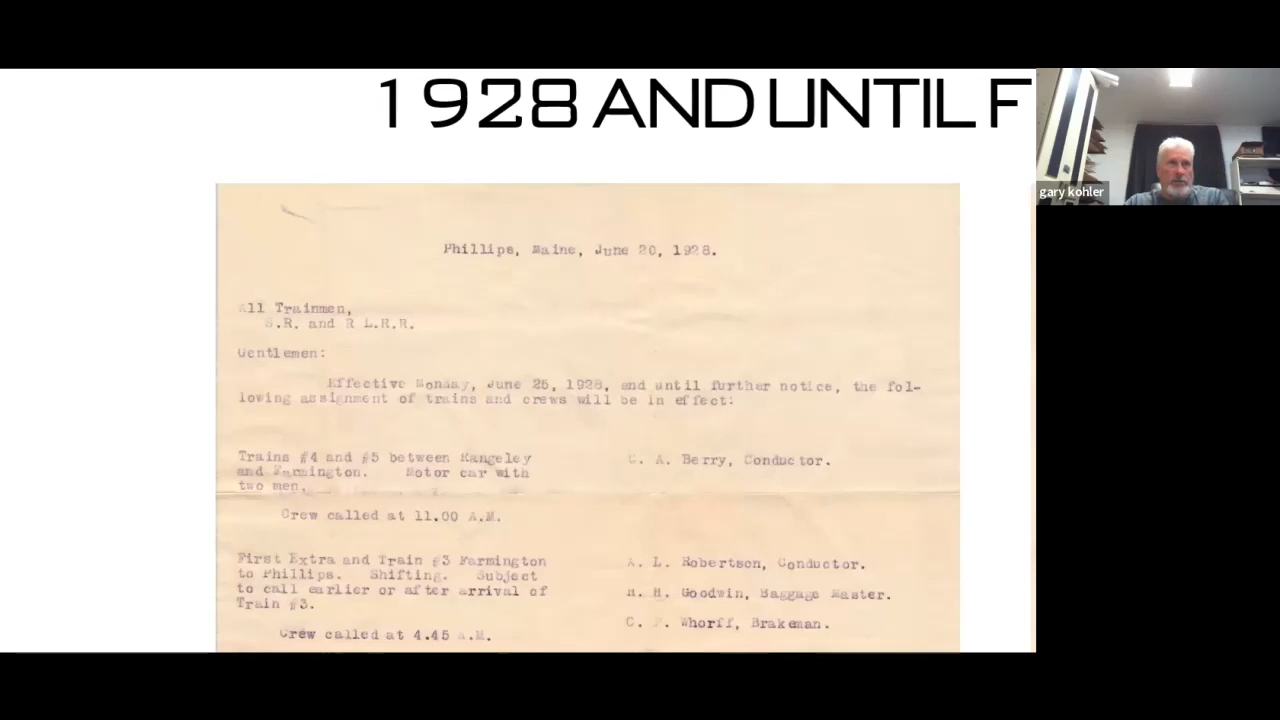 1928 AND UNTIL F
gary kohler
Phillips, Maine, June 20, 1928.
All Trainmen,
S.R. and R L.R.R.
Gentlemen:
Effective Monday, June 25, 1928, and until further notice, the fol-
lowing assignment of trains and crews will be in effect:
Trains #4 and #5 between Rangeley
and Farmington. Motor car with
two men.
C. A. Berry, Conductor.
Crew called at 11.00 A.M.
First Extra and Train #3 Farmington
to Phillips. Shifting. Subject
to call earlier or after arrival of
Train #3.
Crew called at 4.45 A.M.
A. L. Robertson, Conductor.
H. H. Goodwin, Baggage Master.
C. F. Whorff, Brakeman.